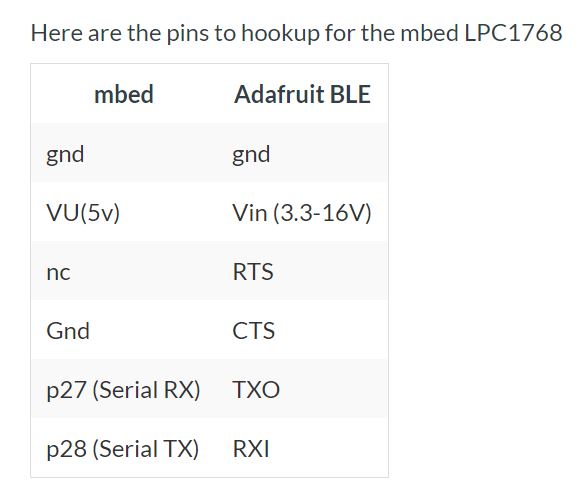 Here are the pins to hookup for the mbed LPC1768
mbed Adafruit BLE
gnd gnd
VU(5v) Vin (3.3-16V)
nc RTS
Gnd CTS
p27 (Serial RX) TXO
p28 (Serial TX) RXI